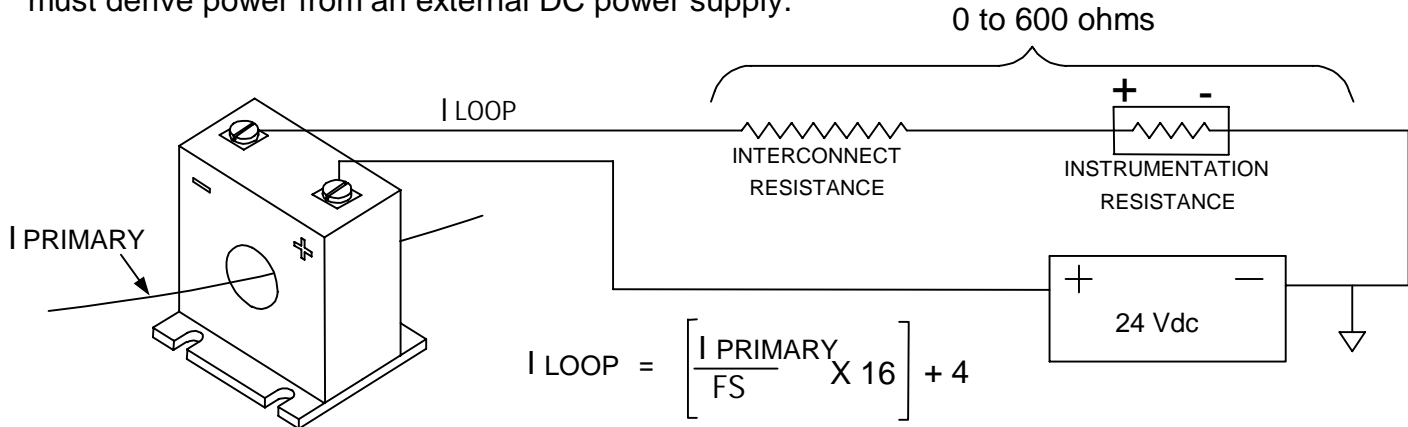 must derive power from an external DC power supply.
0 to 600 ohms
I LOOP
+ -
INTERCONNECT
RESISTANCE
INSTRUMENTATION
RESISTANCE
-
+
I PRIMARY
+ -
24 Vdc
I LOOP = [I PRIMARY / FS X 16] + 4